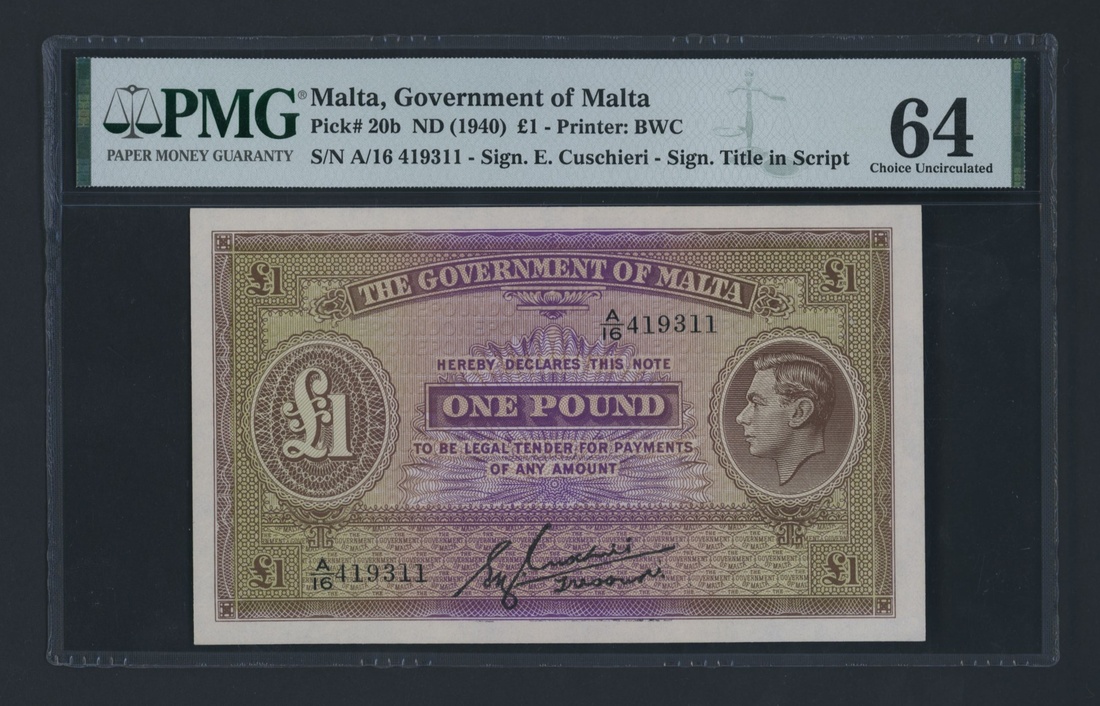 PMG®
PAPER MONEY GUARANTY
Malta, Government of Malta
Pick# 20b ND (1940) £1 - Printer: BWC
S/N A/16 419311 - Sign. E. Cuschieri - Sign. Title in Script
64
Choice Uncirculated
£1
£1
THE GOVERNMENT OF MALTA
A/16 419311
HEREBY DECLARES THIS NOTE
£1
ONE POUND
TO BE LEGAL TENDER FOR PAYMENTS
OF ANY AMOUNT
£1
A/16 419311
£1